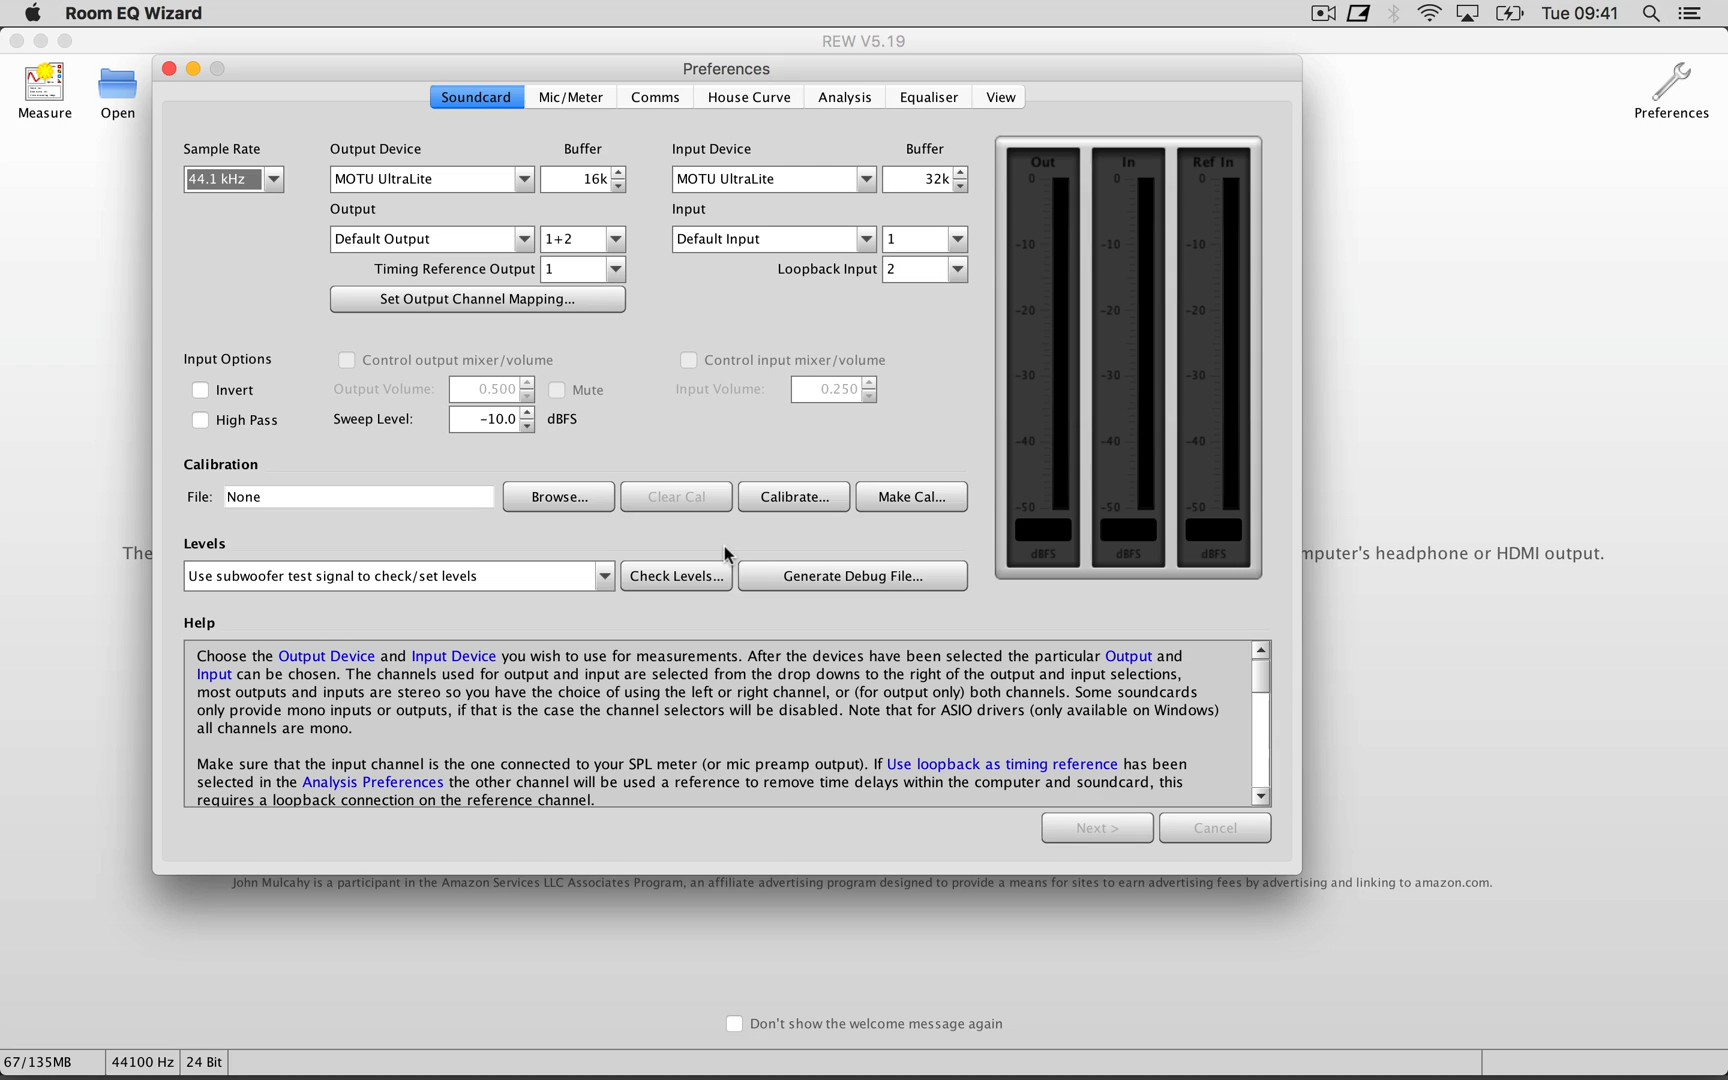 Room EQ Wizard
Tue 09:41
REW V5.19
Measure
Open
Preferences
Preferences
Soundcard
Mic/Meter
Comms
House Curve
Analysis
Equaliser
View
Sample Rate
Output Device
Buffer
Input Device
Buffer
44.1 kHz
MOTU UltraLite
16k
MOTU UltraLite
32k
Output
Input
Default Output
1+2
Default Input
1
Timing Reference Output
1
Loopback Input
2
Set Output Channel Mapping...
Input Options
Control output mixer/volume
Control input mixer/volume
Invert
Output Volume:
0.500
Mute
Input Volume:
0.250
High Pass
Sweep Level:
-10.0
dBFS
Calibration
File:
None
Browse...
Clear Cal
Calibrate...
Make Cal...
Levels
Use subwoofer test signal to check/set levels
Check Levels...
Generate Debug File...
Out
In
Ref In
0
0
0
-10
-10
-10
-20
-20
-20
-30
-30
-30
-40
-40
-40
-50
-50
-50
dBFS
dBFS
dBFS
The
mputer's headphone or HDMI output.
Help
Choose the Output Device and Input Device you wish to use for measurements. After the devices have been selected the particular Output and
Input can be chosen. The channels used for output and input are selected from the drop downs to the right of the output and input selections,
most outputs and inputs are stereo so you have the choice of using the left or right channel, or (for output only) both channels. Some soundcards
only provide mono inputs or outputs, if that is the case the channel selectors will be disabled. Note that for ASIO drivers (only available on Windows)
all channels are mono.
Make sure that the input channel is the one connected to your SPL meter (or mic preamp output). If Use loopback as timing reference has been
selected in the Analysis Preferences the other channel will be used a reference to remove time delays within the computer and soundcard, this
requires a loopback connection on the reference channel.
Next >
Cancel
John Mulcahy is a participant in the Amazon Services LLC Associates Program, an affiliate advertising program designed to provide a means for sites to earn advertising fees by advertising and linking to amazon.com.
Don't show the welcome message again
67/135MB
44100 Hz
24 Bit